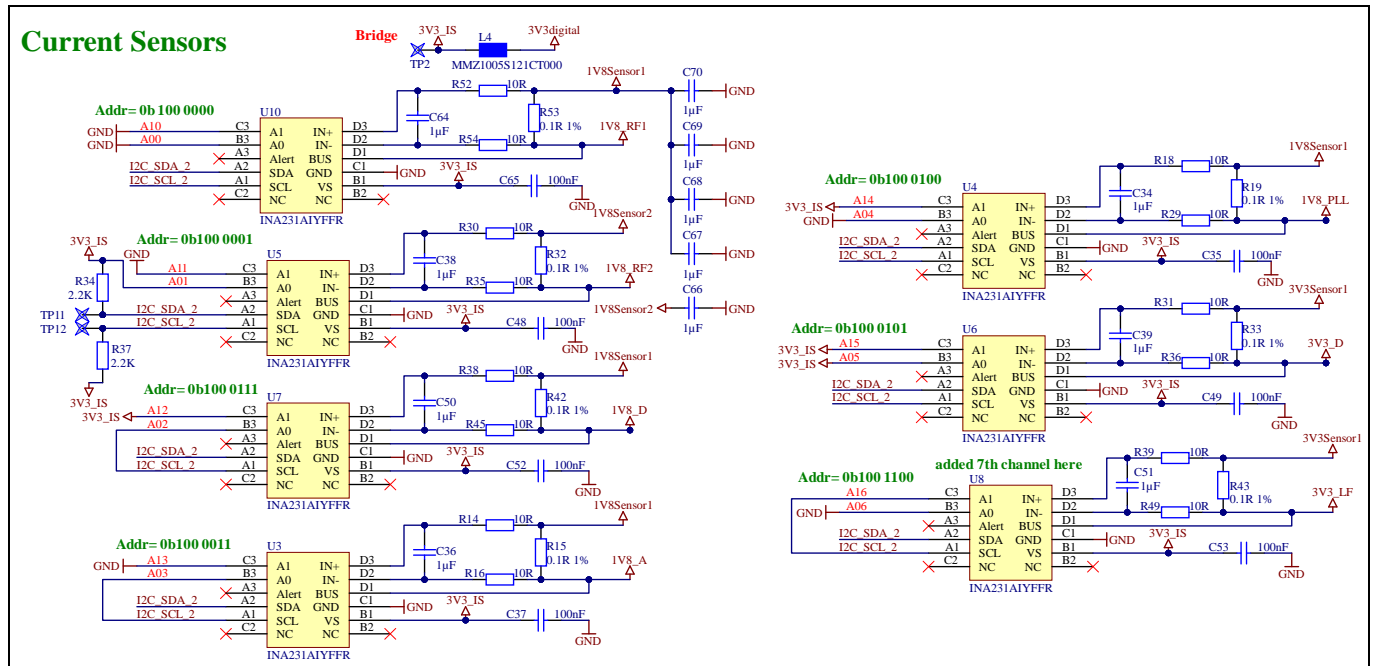 Current Sensors
Bridge
3V3_IS
L4
3V3digital
TP2
MMZ1005S121CT000
Addr= 0b 100 0000
U10
GND A10 C3 A1 IN+ D3
GND A00 B3 A0 IN- D2
A3 Alert BUS D1
I2C_SDA_2 A2 SDA GND C1 GND
I2C_SCL_2 A1 SCL VS B1 3V3_IS
C2 NC NC B2
INA231AIYFFR
R52 10R
C64 1µF
R53 0.1R 1%
R54 10R
1V8Sensor1
1V8_RF1
C65 100nF
GND
C70 1µF GND
C69 1µF GND
C68 1µF GND
C67 1µF GND
1V8Sensor2 C66 1µF GND
Addr= 0b100 0001
3V3_IS
GND
R34 2.2K
TP11
TP12
R37 2.2K
3V3_IS
U5
A11 C3 A1 IN+ D3
A01 B3 A0 IN- D2
A3 Alert BUS D1
I2C_SDA_2 A2 SDA GND C1 GND
I2C_SCL_2 A1 SCL VS B1 3V3_IS
C2 NC NC B2
INA231AIYFFR
R30 10R
C38 1µF
R32 0.1R 1%
R35 10R
1V8Sensor2
1V8_RF2
C48 100nF
GND
Addr= 0b100 0111
U7
3V3_IS A12 C3 A1 IN+ D3
A02 B3 A0 IN- D2
A3 Alert BUS D1
I2C_SDA_2 A2 SDA GND C1 GND
I2C_SCL_2 A1 SCL VS B1 3V3_IS
C2 NC NC B2
INA231AIYFFR
R38 10R
C50 1µF
R42 0.1R 1%
R45 10R
1V8Sensor1
1V8_D
C52 100nF
GND
Addr= 0b100 0011
U3
GND A13 C3 A1 IN+ D3
A03 B3 A0 IN- D2
A3 Alert BUS D1
I2C_SDA_2 A2 SDA GND C1 GND
I2C_SCL_2 A1 SCL VS B1 3V3_IS
C2 NC NC B2
INA231AIYFFR
R14 10R
C36 1µF
R15 0.1R 1%
R16 10R
1V8Sensor1
1V8_A
C37 100nF
GND
Addr= 0b100 0100
U4
3V3_IS A14 C3 A1 IN+ D3
GND A04 B3 A0 IN- D2
A3 Alert BUS D1
I2C_SDA_2 A2 SDA GND C1 GND
I2C_SCL_2 A1 SCL VS B1 3V3_IS
C2 NC NC B2
INA231AIYFFR
R18 10R
C34 1µF
R19 0.1R 1%
R29 10R
1V8Sensor1
1V8_PLL
C35 100nF
GND
Addr= 0b100 0101
U6
3V3_IS A15 C3 A1 IN+ D3
3V3_IS A05 B3 A0 IN- D2
A3 Alert BUS D1
I2C_SDA_2 A2 SDA GND C1 GND
I2C_SCL_2 A1 SCL VS B1 3V3_IS
C2 NC NC B2
INA231AIYFFR
R31 10R
C39 1µF
R33 0.1R 1%
R36 10R
3V3Sensor1
3V3_D
C49 100nF
GND
Addr= 0b100 1100
added 7th channel here
U8
A16 C3 A1 IN+ D3
GND A06 B3 A0 IN- D2
A3 Alert BUS D1
I2C_SDA_2 A2 SDA GND C1 GND
I2C_SCL_2 A1 SCL VS B1 3V3_IS
C2 NC NC B2
INA231AIYFFR
R39 10R
C51 1µF
R43 0.1R 1%
R49 10R
3V3Sensor1
3V3_LF
C53 100nF
GND